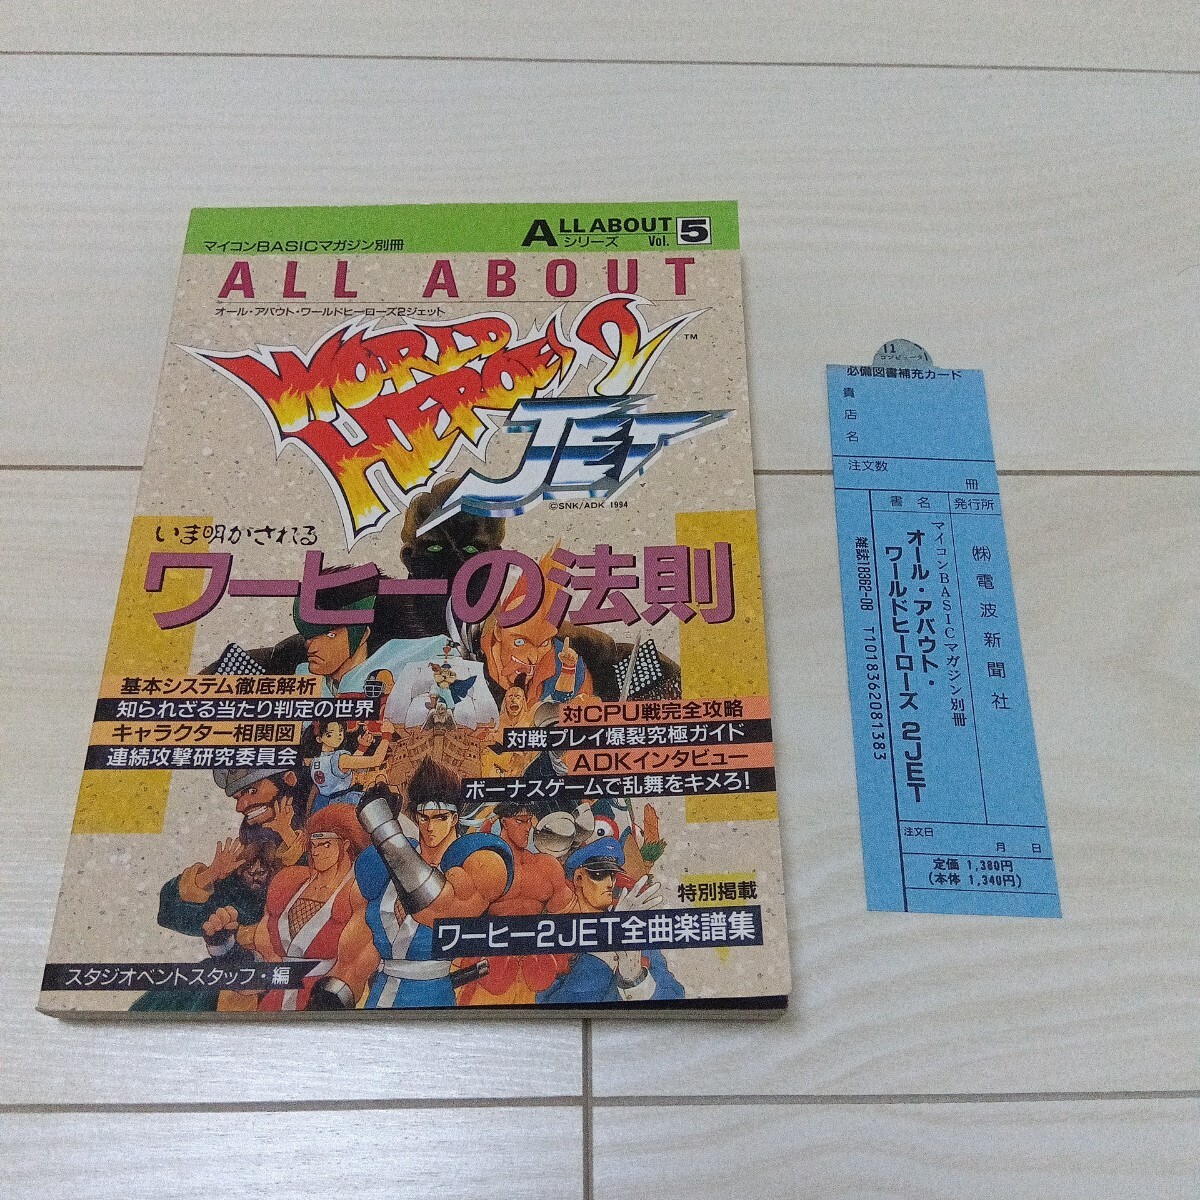 マイコンBASICマガジン別冊
ALL ABOUT
シリーズ Vol. 5
ALL ABOUT
オール・アバウト・ワールドヒーローズ2ジェット
WORLD HEROES 2 ™
JET
©SNK/ADK 1994
いま明かされる
ワーヒーの法則
基本システム徹底解析
知られざる当たり判定の世界
キャラクター相関図
連続攻撃研究委員会
対CPU戦完全攻略
対戦プレイ爆裂究極ガイド
ADKインタビュー
ボーナスゲームで乱舞をキメろ!
特別掲載
ワーヒー2JET全曲楽譜集
スタジオベントスタッフ・編
11
コンピュータ
必備図書補充カード
貴店名
注文数
冊
発行所
㈱電波新聞社
書名
マイコンBASICマガジン別冊
オール・アバウト・
ワールドヒーローズ 2JET
雑誌18362-08 T1018362081383
注文日
月 日
定価 1,380円
(本体 1,340円)